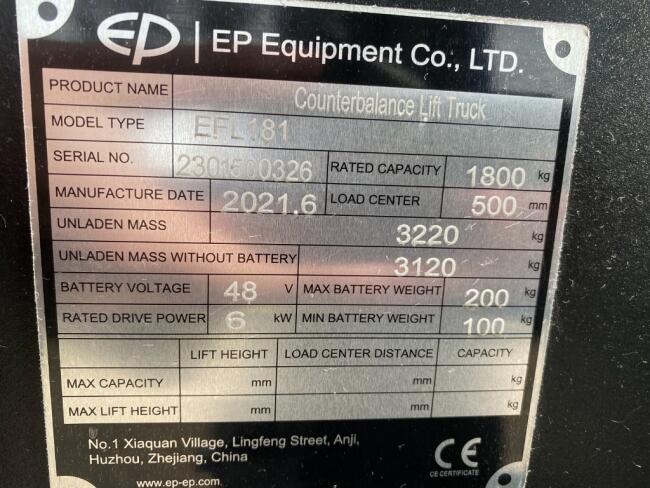 EP | EP Equipment Co., LTD.
PRODUCT NAME Counterbalance Lift Truck
MODEL TYPE EFL181
SERIAL NO. 2301500326 RATED CAPACITY 1800 kg
MANUFACTURE DATE 2021.6 LOAD CENTER 500 mm
UNLADEN MASS 3220 kg
UNLADEN MASS WITHOUT BATTERY 3120 kg
BATTERY VOLTAGE 48 V MAX BATTERY WEIGHT 200 kg
RATED DRIVE POWER 6 kW MIN BATTERY WEIGHT 100 kg
LIFT HEIGHT LOAD CENTER DISTANCE CAPACITY
MAX CAPACITY mm mm kg
MAX LIFT HEIGHT mm mm kg
No.1 Xiaquan Village, Lingfeng Street, Anji,
Huzhou, Zhejiang, China
CE
CE CERTIFICATE
www.ep-ep.com